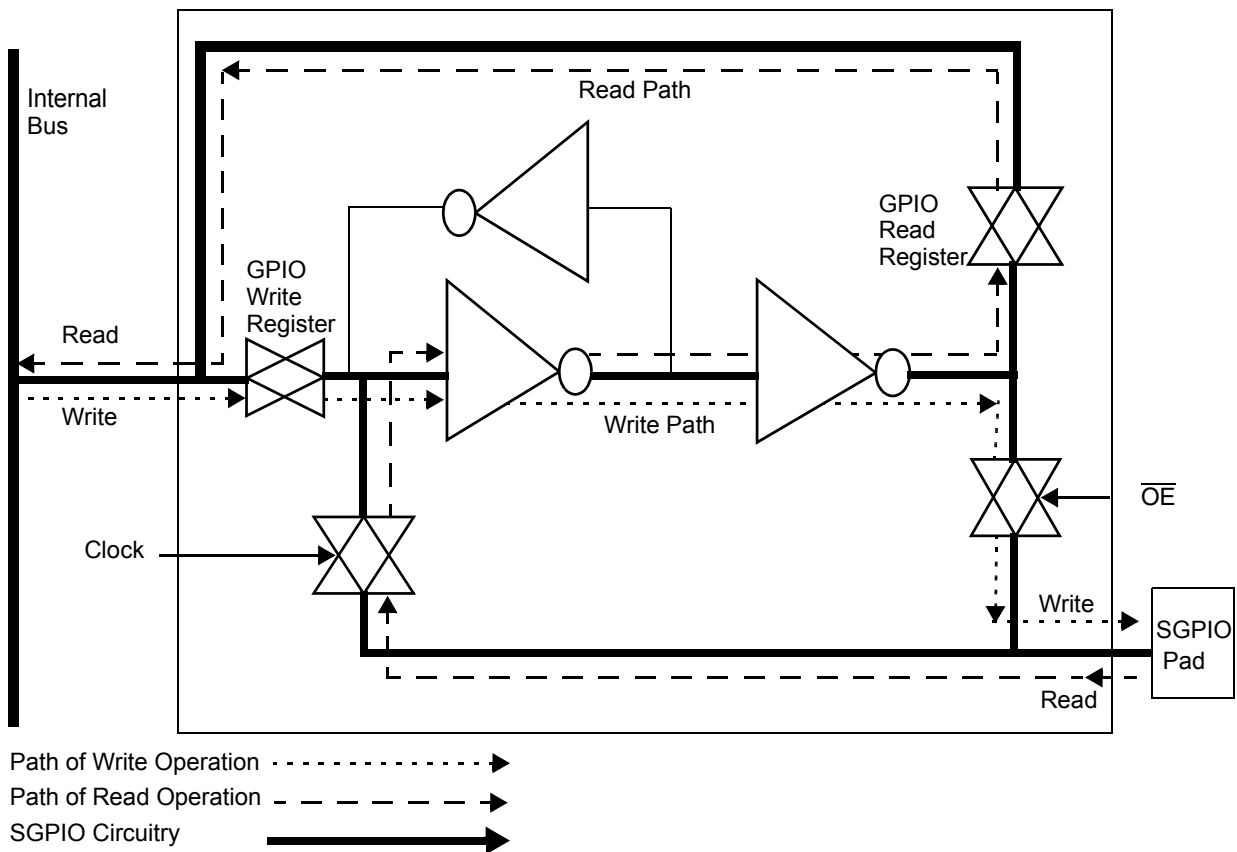 Internal
Bus
Read Path
GPIO
Read
Register
GPIO
Write
Register
Read
Write
Write Path
OE
Clock
Write
SGPIO
Pad
Read
Path of Write Operation
Path of Read Operation
SGPIO Circuitry